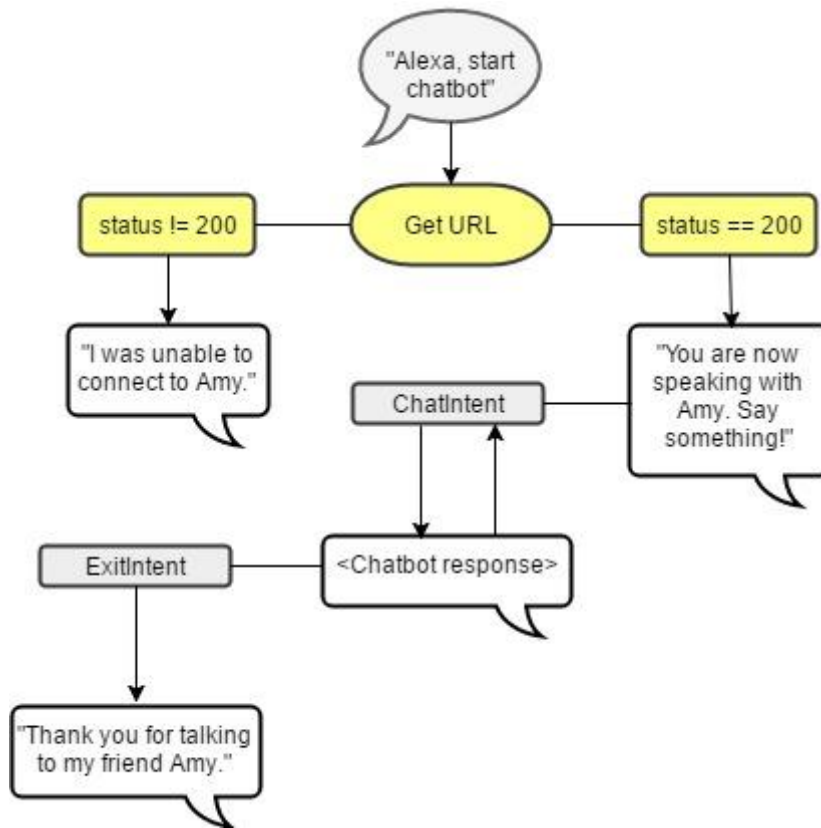 "Alexa, start
chatbot"
status != 200
Get URL
status == 200
"I was unable to
connect to Amy."
"You are now
speaking with
Amy. Say
something!"
ChatIntent
ExitIntent
<Chatbot response>
"Thank you for talking
to my friend Amy."